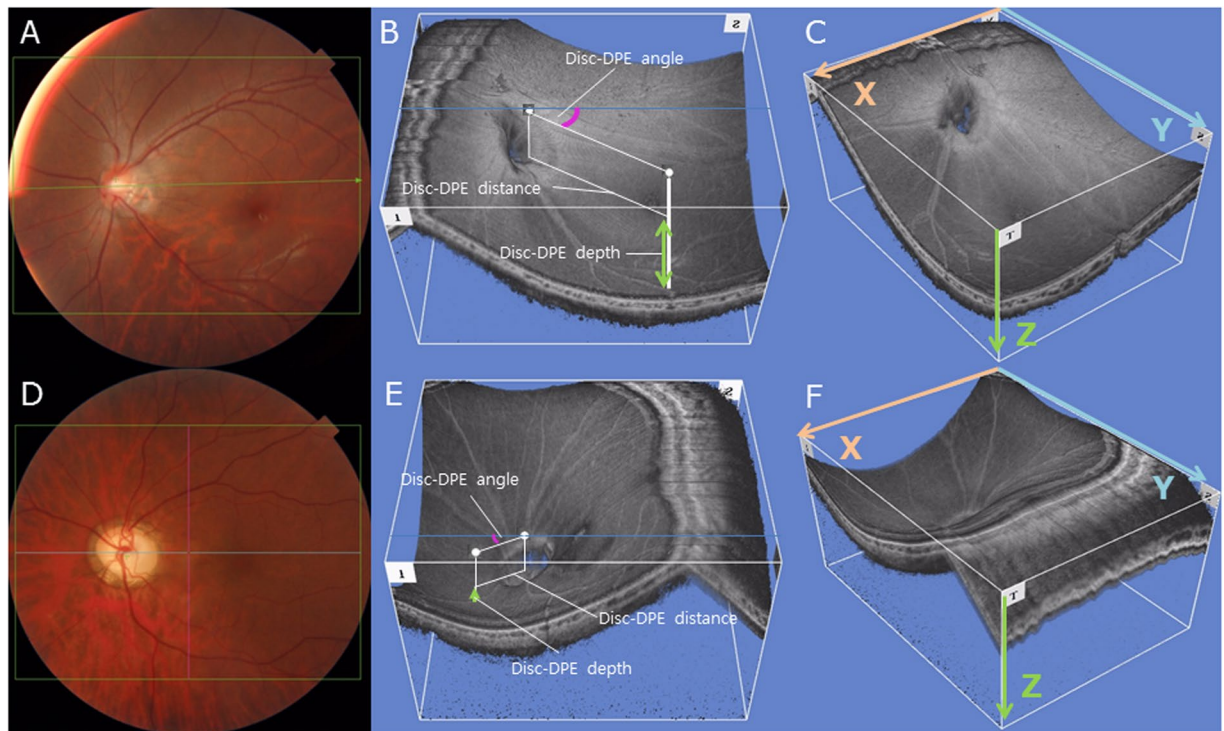 A
B
S
Disc-DPE angle
Disc-DPE distance
I
Disc-DPE depth
C
X
Y
S
T
Z
D
E
S
Disc-DPE angle
I
Disc-DPE distance
Disc-DPE depth
F
X
Y
S
T
Z